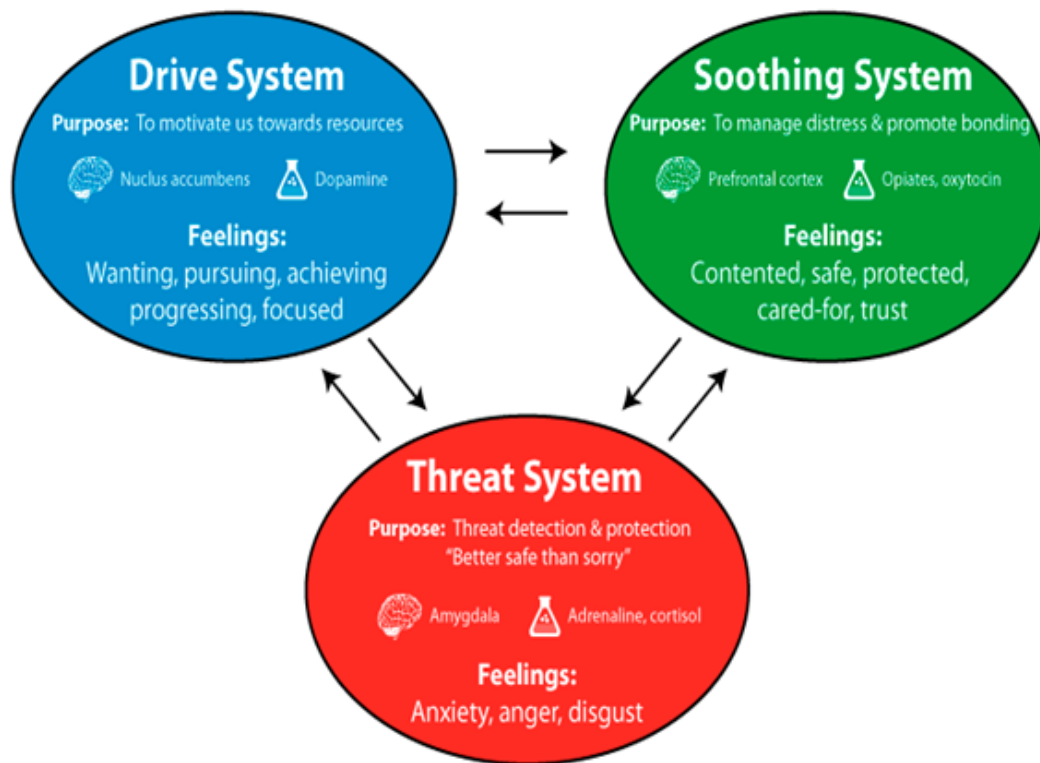 Drive System
Purpose: To motivate us towards resources
Nuclus accumbens
Dopamine
Feelings:
Wanting, pursuing, achieving
progressing, focused
Soothing System
Purpose: To manage distress & promote bonding
Prefrontal cortex
Opiates, oxytocin
Feelings:
Contented, safe, protected,
cared-for, trust
Threat System
Purpose: Threat detection & protection
"Better safe than sorry"
Amygdala
Adrenaline, cortisol
Feelings:
Anxiety, anger, disgust